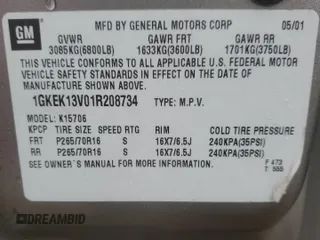 GM
MFD BY GENERAL MOTORS CORP 05/01
GVWR GAWR FRT GAWR RR
3085KG(6800LB) 1633KG(3600LB) 1701KG(3750LB)
THIS VEHICLE CONFORMS TO ALL APPLICABLE U.S. FEDERAL MOTOR
VEHICLE SAFETY STANDARDS IN EFFECT ON THE DATE OF
MANUFACTURE SHOWN ABOVE.
1GKEK13V01R208734 TYPE: M.P.V.
MODEL: K15706
KPCP TIRE SIZE SPEED RTG RIM COLD TIRE PRESSURE
FRT P265/70R16 S 16X7/6.5J 240KPA(35PSI)
RR P265/70R16 S 16X7/6.5J 240KPA(35PSI)
SEE OWNER'S MANUAL FOR MORE INFORMATION.
F 473
T 555
DREAMBID